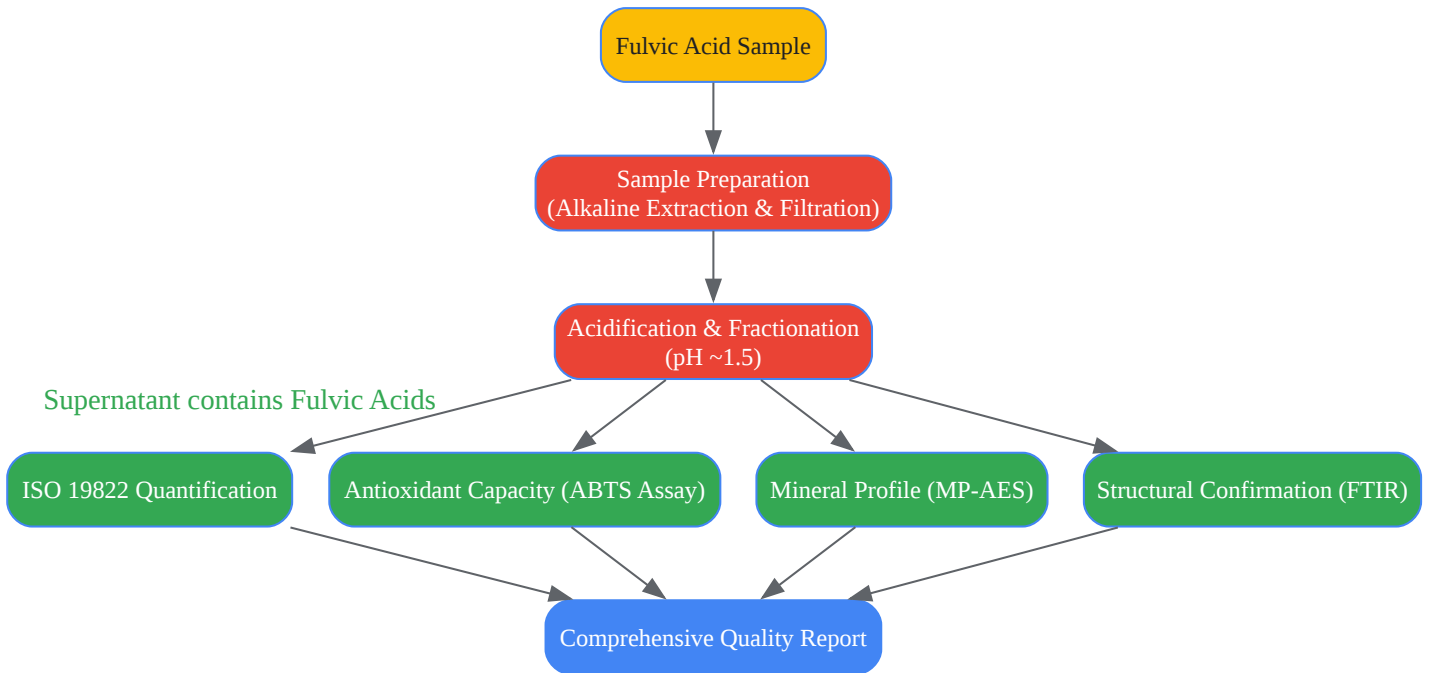 Fulvic Acid Sample
Sample Preparation
(Alkaline Extraction & Filtration)
Acidification & Fractionation
(pH ~1.5)
Supernatant contains Fulvic Acids
ISO 19822 Quantification
Antioxidant Capacity (ABTS Assay)
Mineral Profile (MP-AES)
Structural Confirmation (FTIR)
Comprehensive Quality Report